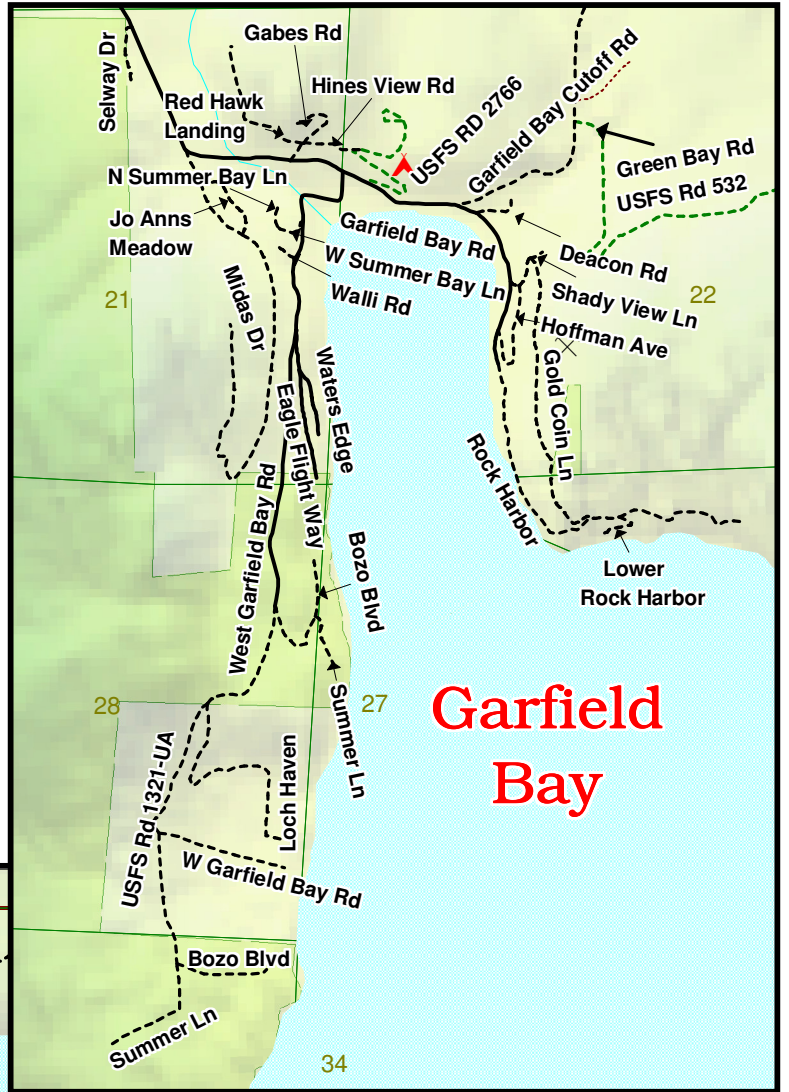 Gabes Rd
Selway Dr
Hines View Rd
Red Hawk
Landing
USFS RD 2766
Garfield Bay Cutoff Rd
Green Bay Rd
USFS Rd 532
N Summer Bay Ln
Jo Anns
Meadow
Garfield Bay Rd
W Summer Bay Ln
Walli Rd
Deacon Rd
Shady View Ln
Hoffman Ave
21
22
Midas Dr
Waters Edge
Eagle Flight Way
Gold Coin Ln
Rock Harbor
West Garfield Bay Rd
Bozo Blvd
Lower
Rock Harbor
28
27
Summer Ln
Garfield
Bay
USFS Rd 1321-UA
Loch Haven
W Garfield Bay Rd
Bozo Blvd
Summer Ln
34